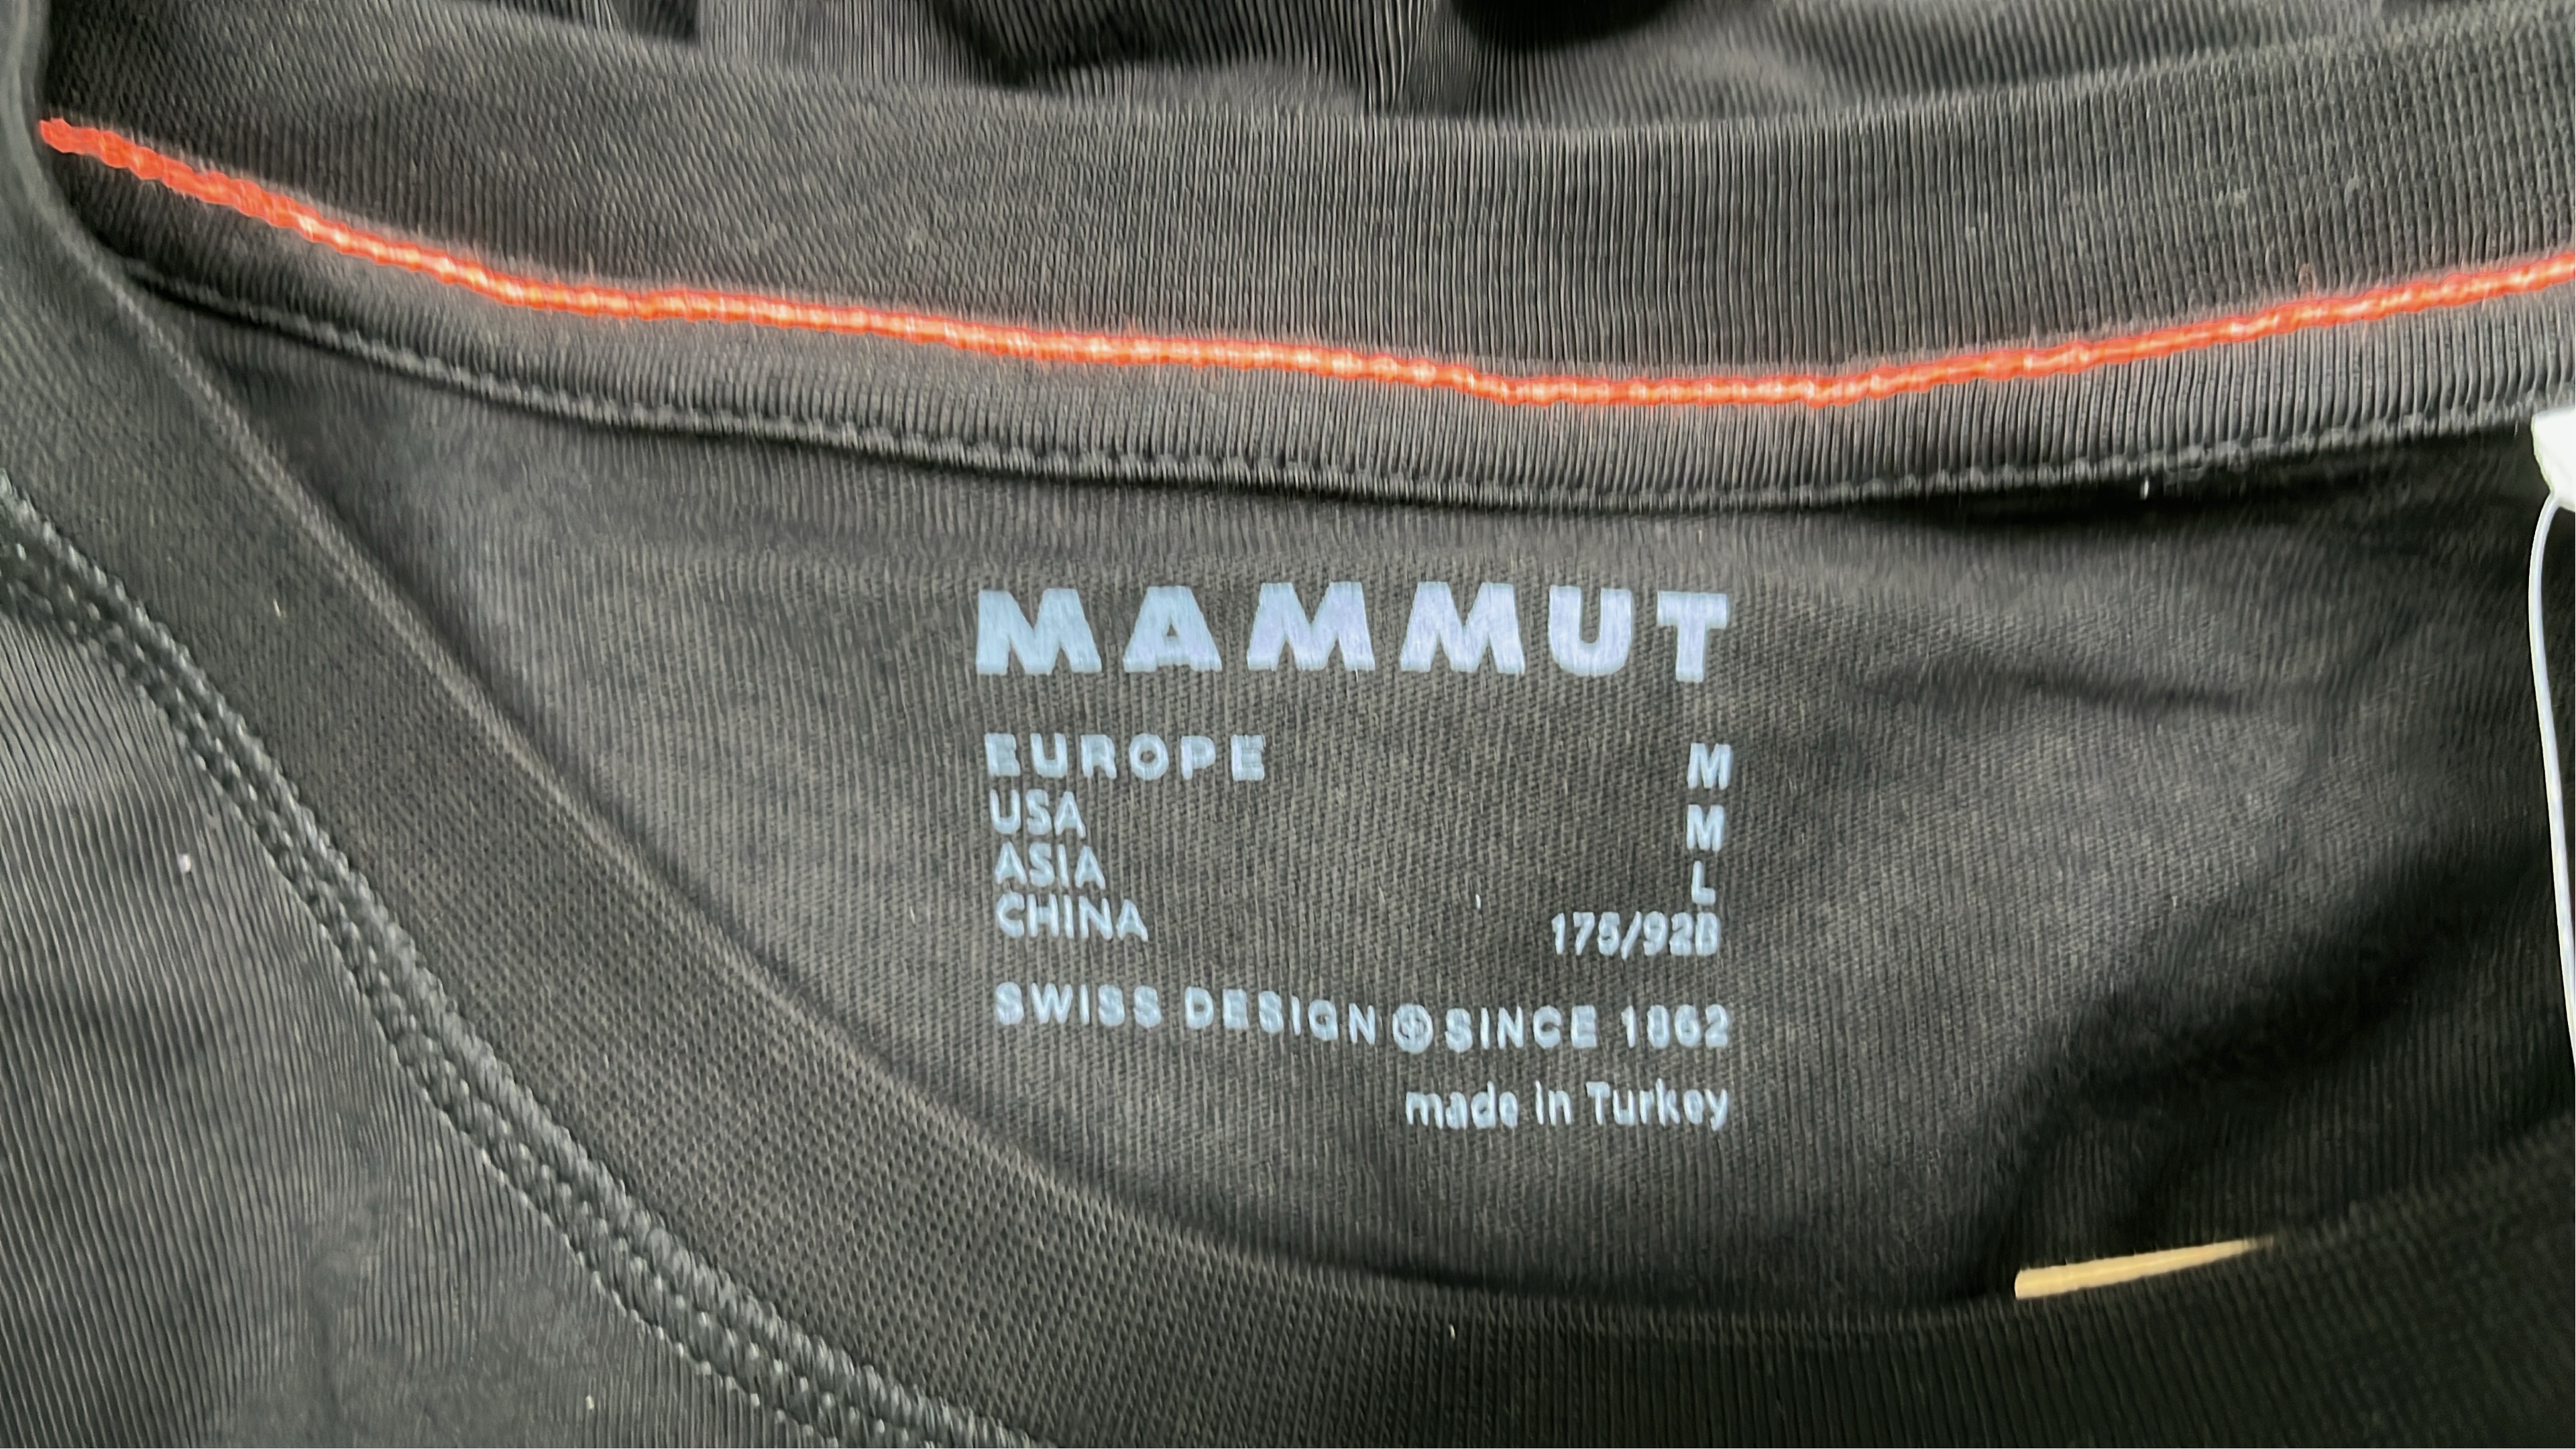 MAMMUT
EUROPE M
USA M
ASIA L
CHINA 175/92B
SWISS DESIGN SINCE 1862
made in Turkey